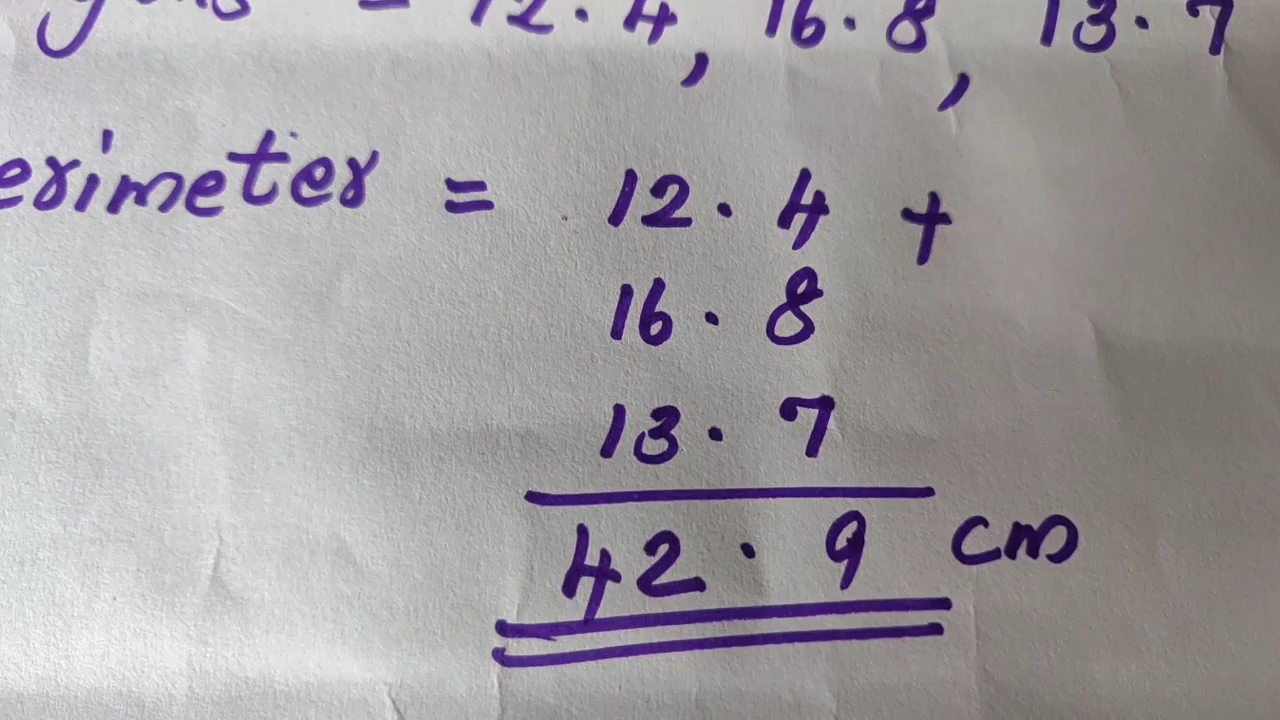 = 12.4, 16.8, 13.7
erimeter = 12.4 +
16.8
13.7
42.9 cm